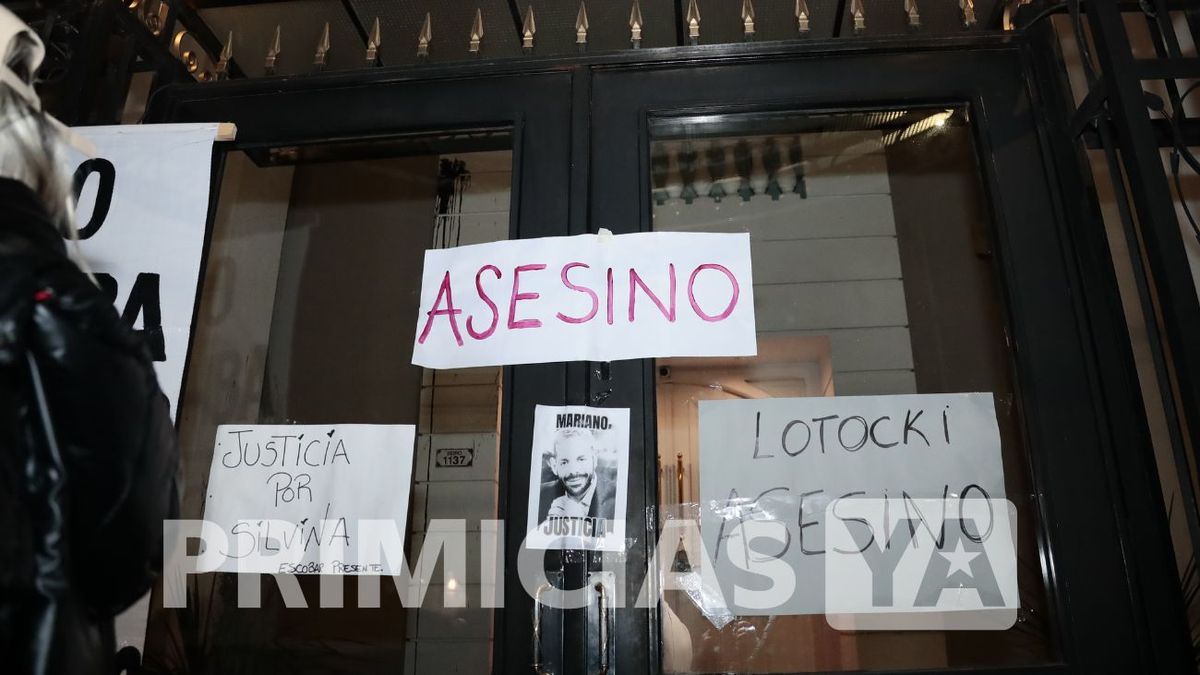 ASESINO
JUSTICIA
POR
SILVINA
ESCOBAR PRESENTE.
1137
MARIANO,
JUSTICIA
LOTOCKI
ASESINO
PRIMICIAS YA